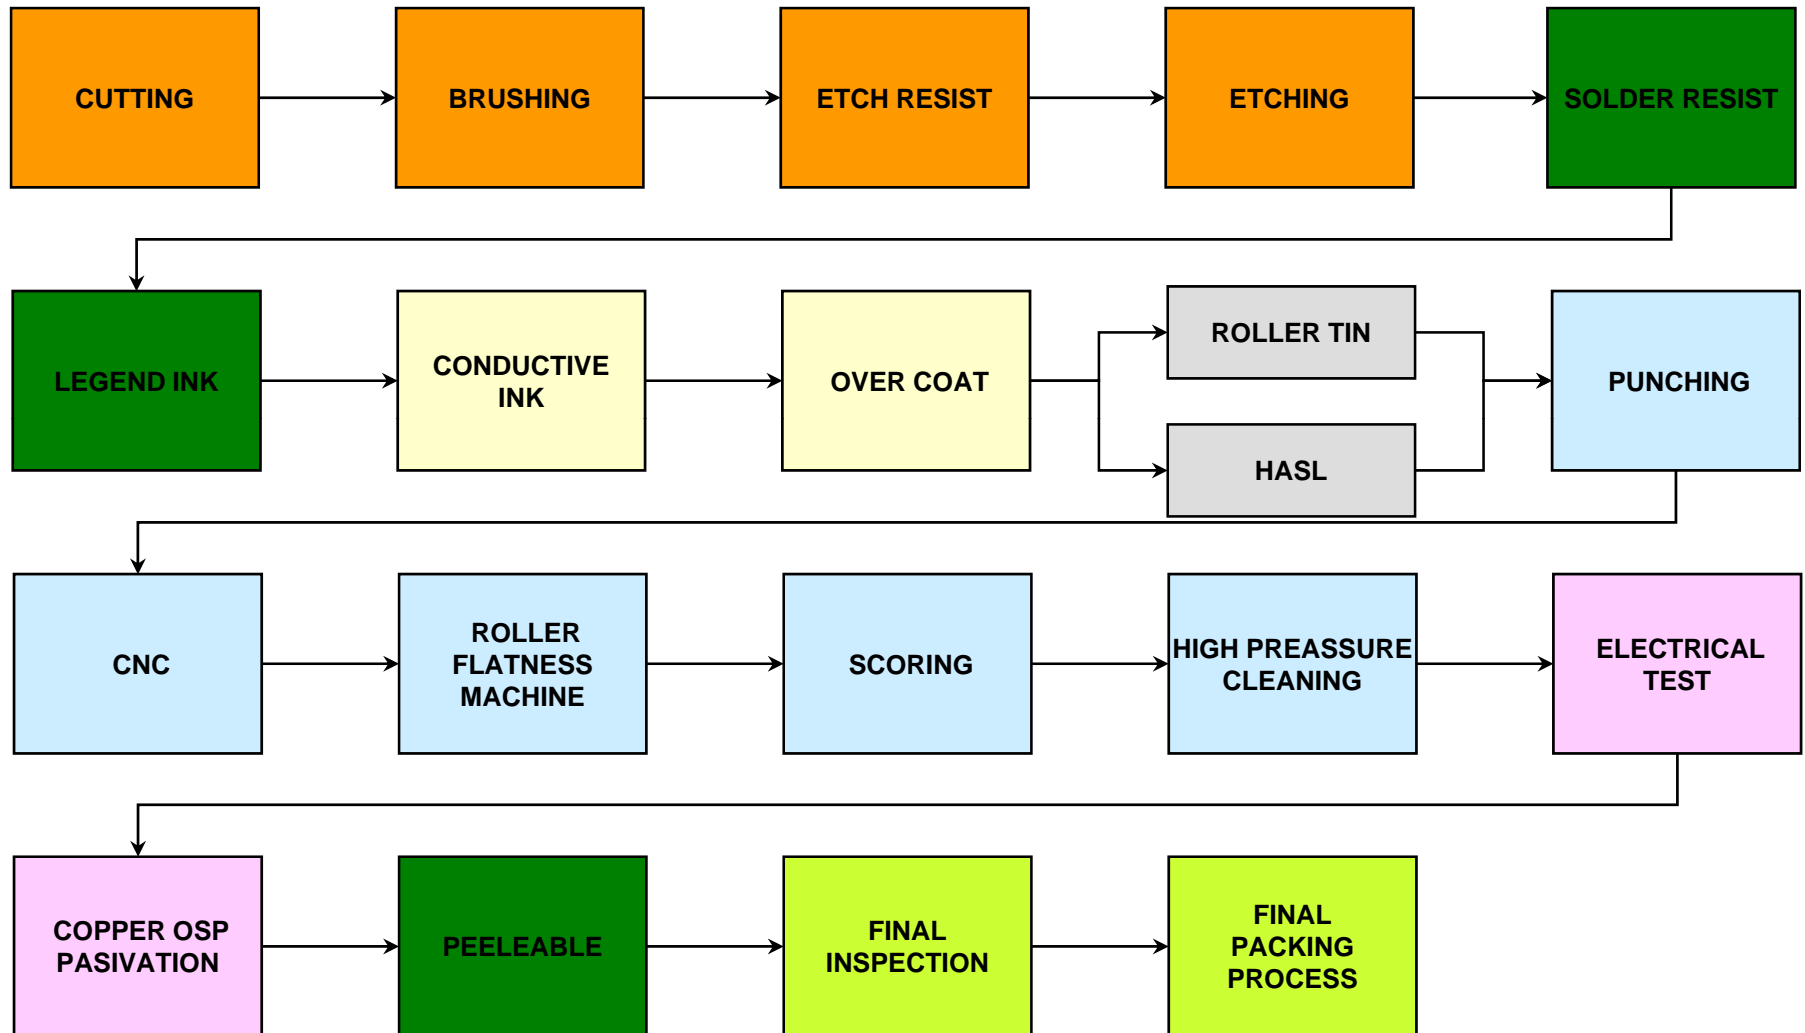 CUTTING
BRUSHING
ETCH RESIST
ETCHING
SOLDER RESIST
LEGEND INK
CONDUCTIVE
INK
OVER COAT
ROLLER TIN
HASL
PUNCHING
CNC
ROLLER
FLATNESS
MACHINE
SCORING
HIGH PREASSURE
CLEANING
ELECTRICAL
TEST
COPPER OSP
PASIVATION
PEELEABLE
FINAL
INSPECTION
FINAL
PACKING
PROCESS